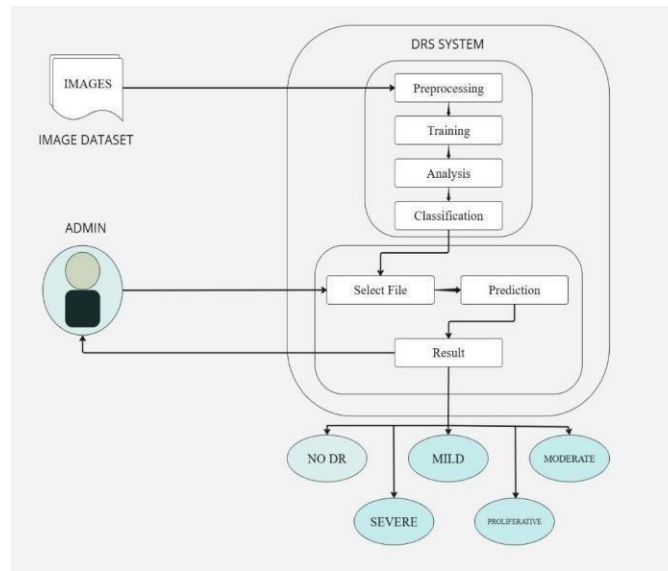 DRS SYSTEM
IMAGES
Preprocessing
IMAGE DATASET
Training
Analysis
Classification
ADMIN
Select File
Prediction
Result
NO DR
MILD
MODERATE
SEVERE
PROLIFERATIVE